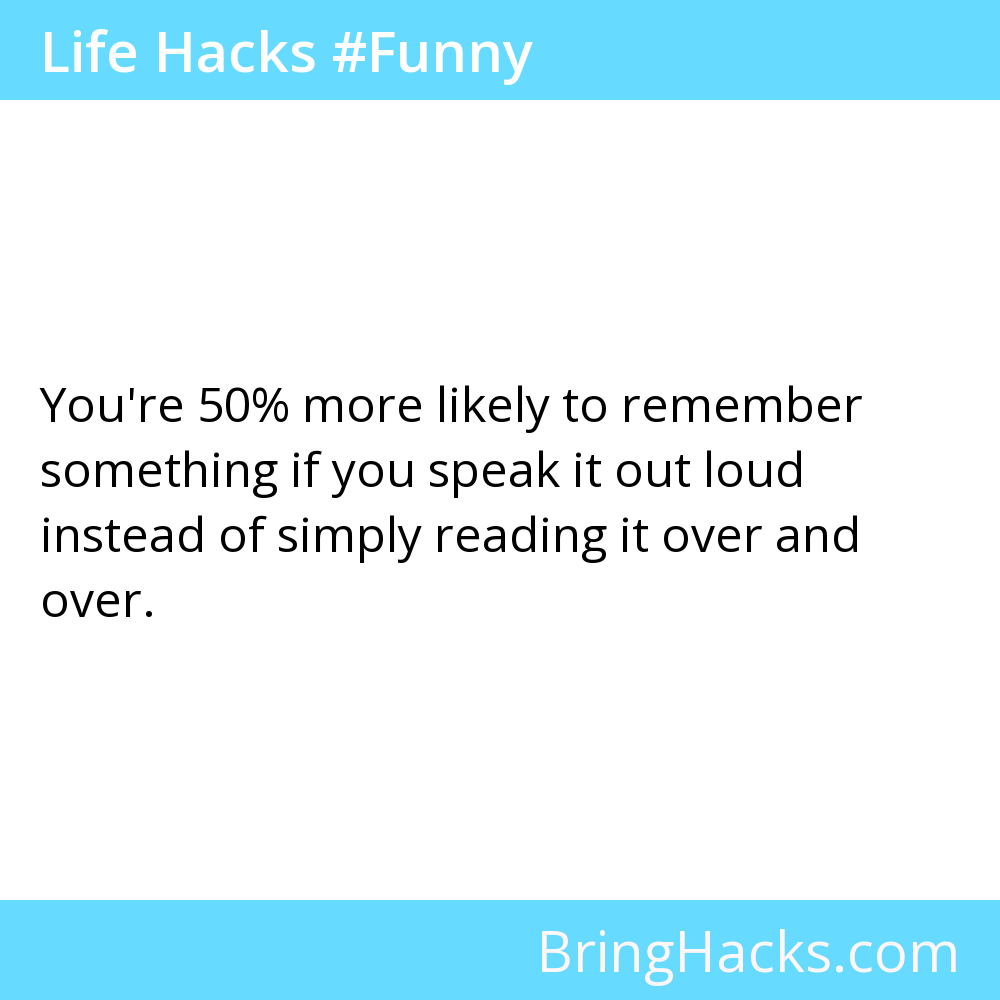 Life Hacks #Funny
You're 50% more likely to remember
something if you speak it out loud
instead of simply reading it over and
over.
BringHacks.com